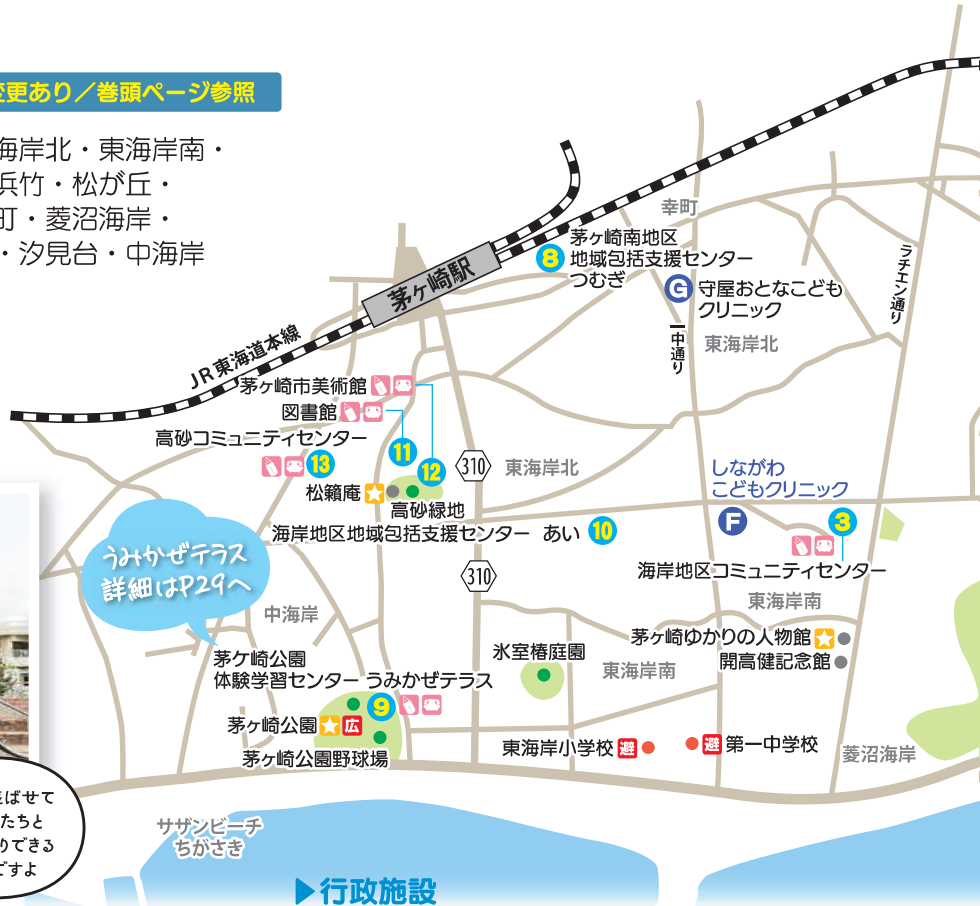 変更あり／巻頭ページ参照
海岸北・東海岸南・
浜竹・松が丘・
町・菱沼海岸・
・汐見台・中海岸
幸町
茅ヶ崎南地区
地域包括支援センター
つむぎ
8
G
守屋おとなこども
クリニック
ラチエン通り
茅ヶ崎駅
一中通り
東海岸北
JR東海道本線
茅ヶ崎市美術館
図書館
高砂コミュニティセンター
13
11
12
310
東海岸北
しながわ
こどもクリニック
松籟庵
高砂緑地
F
3
海岸地区地域包括支援センター あい
10
うみかぜテラス
詳細はP29へ
310
海岸地区コミュニティセンター
東海岸南
中海岸
茅ヶ崎ゆかりの人物館
開高健記念館
氷室椿庭園
東海岸南
茅ケ崎公園
体験学習センター うみかぜテラス
9
茅ヶ崎公園
広
茅ヶ崎公園野球場
東海岸小学校
避
避
第一中学校
菱沼海岸
ばせて
たちと
りできる
ですよ
サザンビーチ
ちがさき
▶行政施設